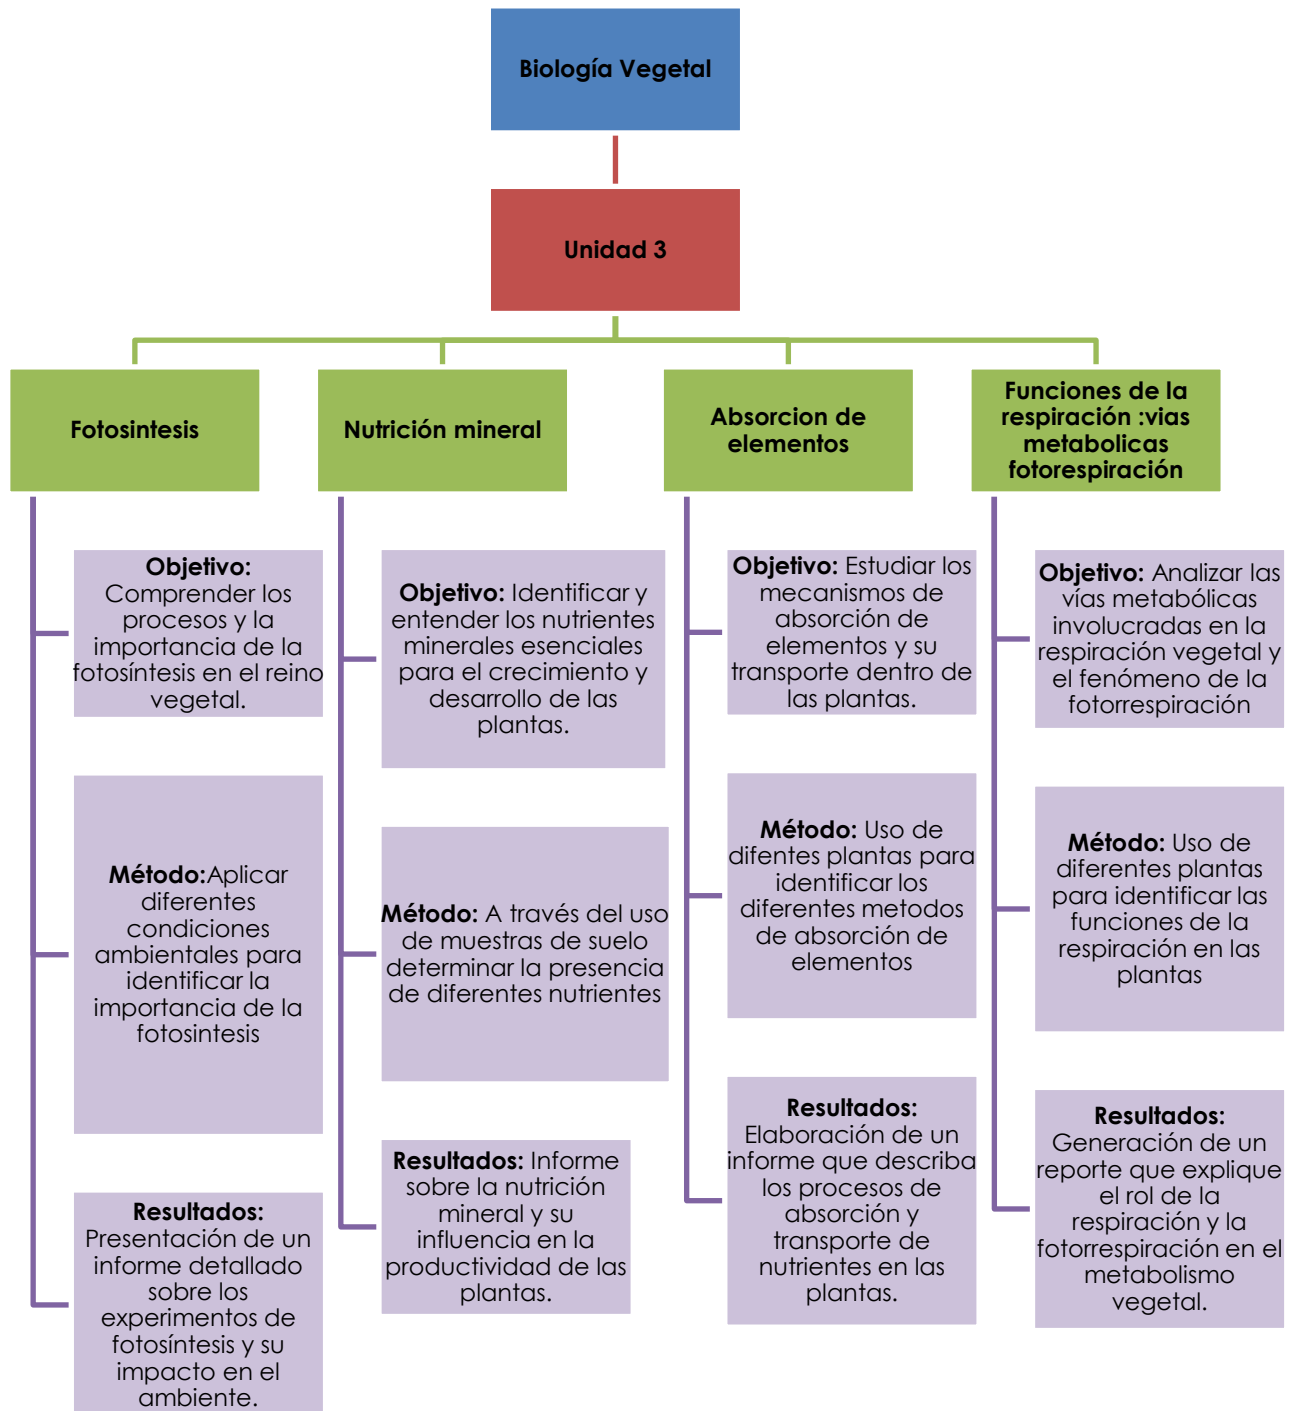 Biología Vegetal
Unidad 3
Fotosintesis
Objetivo:
Comprender los
procesos y la
importancia de la
fotosíntesis en el reino
vegetal.
Método:Aplicar
diferentes
condiciones
ambientales para
identificar la
importancia de la
fotosintesis
Resultados:
Presentación de un
informe detallado
sobre los
experimentos de
fotosíntesis y su
impacto en el
ambiente.
Nutrición mineral
Objetivo: Identificar y
entender los nutrientes
minerales esenciales
para el crecimiento y
desarrollo de las
plantas.
Método: A través del uso
de muestras de suelo
determinar la presencia
de diferentes nutrientes
Resultados: Informe
sobre la nutrición
mineral y su
influencia en la
productividad de las
plantas.
Absorcion de
elementos
Objetivo: Estudiar los
mecanismos de
absorción de
elementos y su
transporte dentro de
las plantas.
Método: Uso de
difentes plantas para
identificar los
diferentes metodos
de absorción de
elementos
Resultados:
Elaboración de un
informe que describa
los procesos de
absorción y
transporte de
nutrientes en las
plantas.
Funciones de la
respiración :vias
metabolicas
fotorespiración
Objetivo: Analizar las
vías metabólicas
involucradas en la
respiración vegetal y
el fenómeno de la
fotorrespiración
Método: Uso de
diferentes plantas
para identificar las
funciones de la
respiración en las
plantas
Resultados:
Generación de un
reporte que explique
el rol de la
respiración y la
fotorrespiración en el
metabolismo
vegetal.